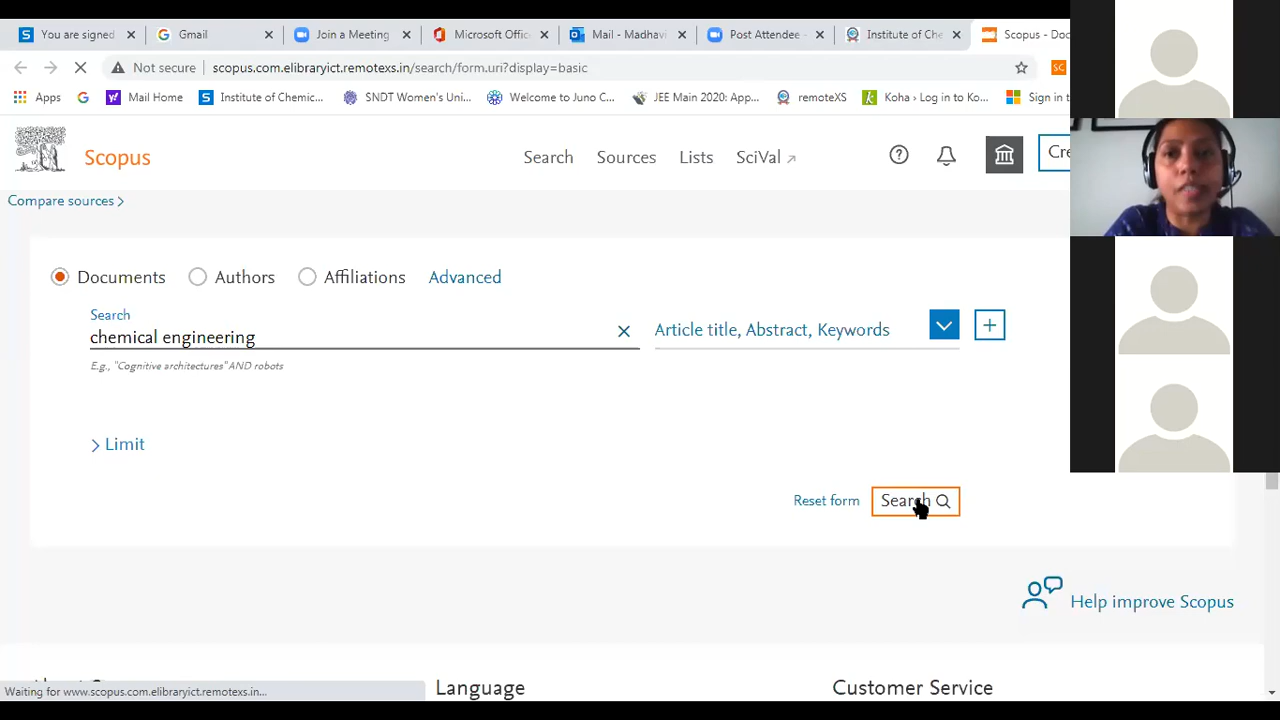 You are signed
Gmail
Join a Meeting
Microsoft Offic
Mail - Madhavi
Post Attendee -
Institute of Che
Scopus - Do
Not secure
scopus.com.elibraryict.remotexs.in/search/form.uri?display=basic
Apps
Mail Home
Institute of Chemic...
SNDT Women's Uni...
Welcome to Juno C...
JEE Main 2020: App...
remoteXS
Koha › Log in to Ko...
Sign in t
Scopus
Search
Sources
Lists
SciVal
Cre
Compare sources
Documents
Authors
Affiliations
Advanced
Search
chemical engineering
Article title, Abstract, Keywords
E.g., "Cognitive architectures" AND robots
Limit
Reset form
Search
Help improve Scopus
Language
Customer Service
Waiting for www.scopus.com.elibraryict.remotexs.in...